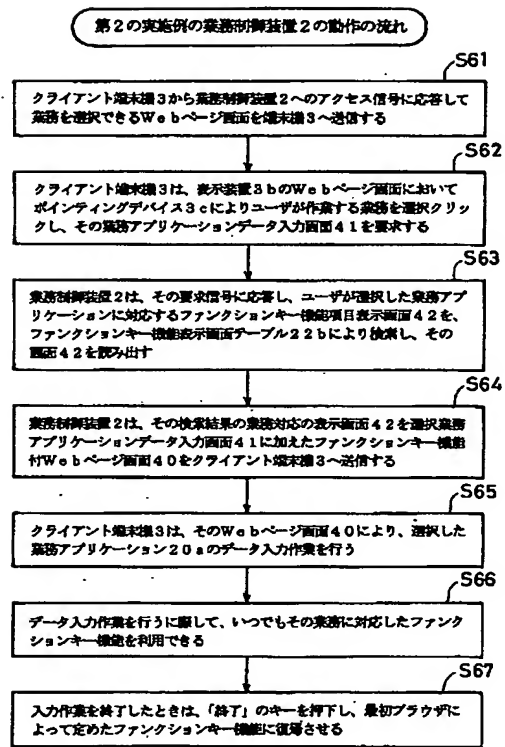 第2の実施例の業務制御装置2の動作の流れ
S61
クライアント端末機3から業務制御装置2へのアクセス信号に応答して
業務を選択できるWebページ画面を端末機3へ送信する
S62
クライアント端末機3は、表示装置3bのWebページ画面において
ポインティングデバイス3cによりユーザが作業する業務を選択クリッ
クし、その業務アプリケーションデータ入力画面41を要求する
S63
業務制御装置2は、その要求信号に応答し、ユーザが選択した業務アプ
リケーションに対応するファンクションキー機能項目表示画面42を、
ファンクションキー機能表示画面テーブル22bにより検索し、その
画面42を読み出す
S64
業務制御装置2は、その検索結果の業務対応の表示画面42を選択業務
アプリケーションデータ入力画面41に加えたファンクションキー機能
付Webページ画面40をクライアント端末機3へ送信する
S65
クライアント端末機3は、そのWebページ画面40により、選択した
業務アプリケーション20aのデータ入力作業を行う
S66
データ入力作業を行うに際して、いつでもその業務に対応したファンク
ションキー機能を利用できる
S67
入力作業を終了したときは、「終了」のキーを押下し、最初ブラウザに
よって定めたファンクションキー機能に復帰させる